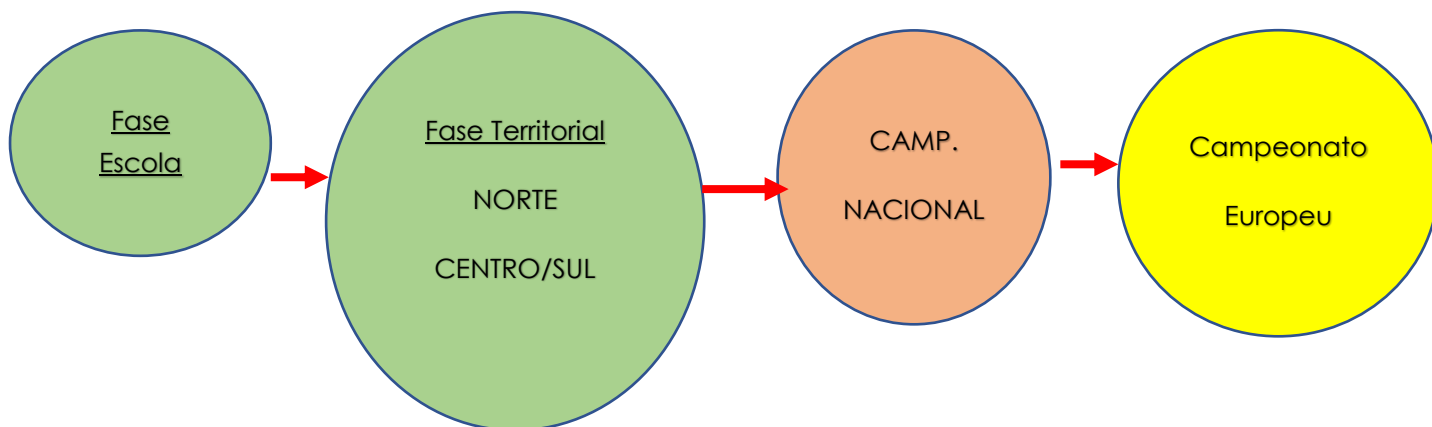 Fase
Escola
Fase Territorial
NORTE
CENTRO/SUL
CAMP.
NACIONAL
Campeonato
Europeu